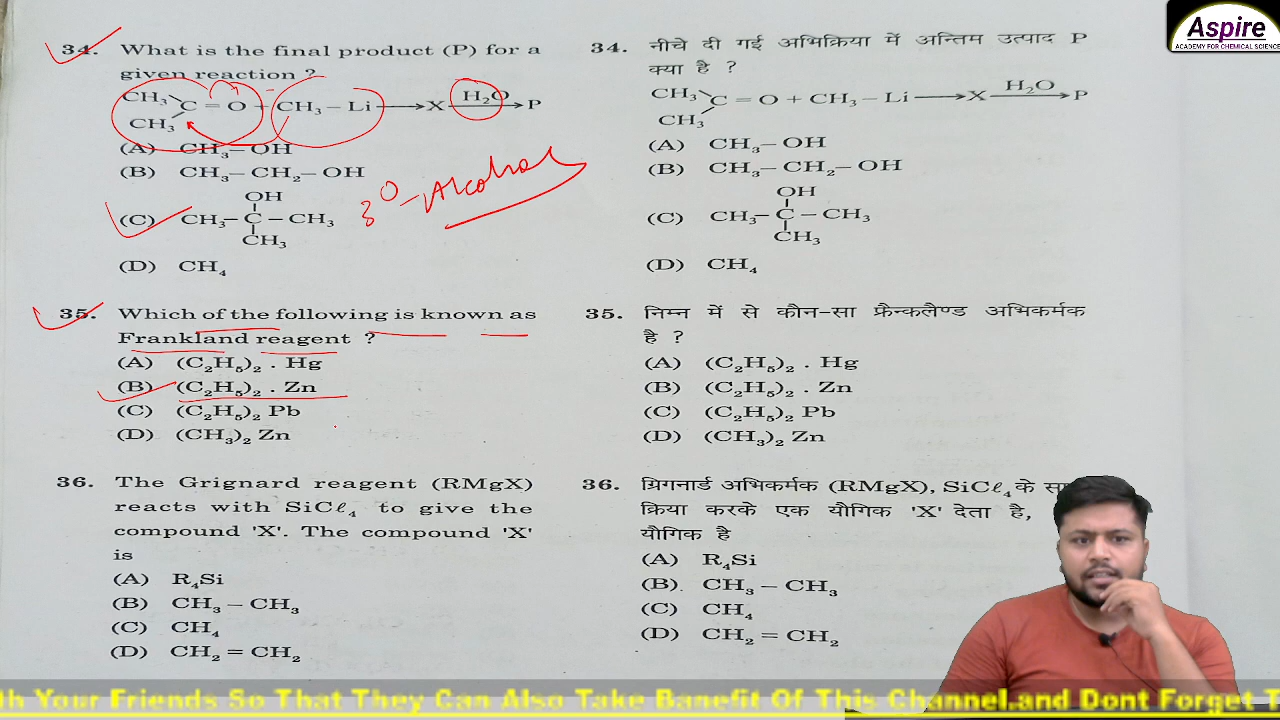 34. What is the final product (P) for a
given reaction ?
CH₃
C = O + CH₃ – Li ⟶ X H₂O⟶ P
CH₃
(A) CH₃ – OH
(B) CH₃ – CH₂ – OH
OH
(C) CH₃ – C – CH₃
CH₃
(D) CH₄
3° – Alcohol
35. Which of the following is known as
Frankland reagent ?
(A) (C₂H₅)₂ . Hg
(B) (C₂H₅)₂ . Zn
(C) (C₂H₅)₂ Pb
(D) (CH₃)₂ Zn
36. The Grignard reagent (RMgX)
reacts with SiCℓ₄ to give the
compound 'X'. The compound 'X'
is
(A) R₄Si
(B) CH₃ – CH₃
(C) CH₄
(D) CH₂ = CH₂
34. नीचे दी गई अभिक्रिया में अन्तिम उत्पाद P
क्या है ?
CH₃
C = O + CH₃ – Li ⟶ X H₂O⟶ P
CH₃
(A) CH₃ – OH
(B) CH₃ – CH₂ – OH
OH
(C) CH₃ – C – CH₃
CH₃
(D) CH₄
35. निम्न में से कौन-सा फ्रैन्कलैण्ड अभिकर्मक
है ?
(A) (C₂H₅)₂ . Hg
(B) (C₂H₅)₂ . Zn
(C) (C₂H₅)₂ Pb
(D) (CH₃)₂ Zn
36. ग्रिगनार्ड अभिकर्मक (RMgX), SiCℓ₄ के
क्रिया करके एक यौगिक 'X' देता है,
यौगिक है
(A) R₄Si
(B). CH₃ – CH₃
(C) CH₄
(D) CH₂ = CH₂
Aspire
ACADEMY FOR CHEMICAL SCIENCE
th Your Friends So That They Can Also Take Banefit Of This Channel.and Dont Forget T